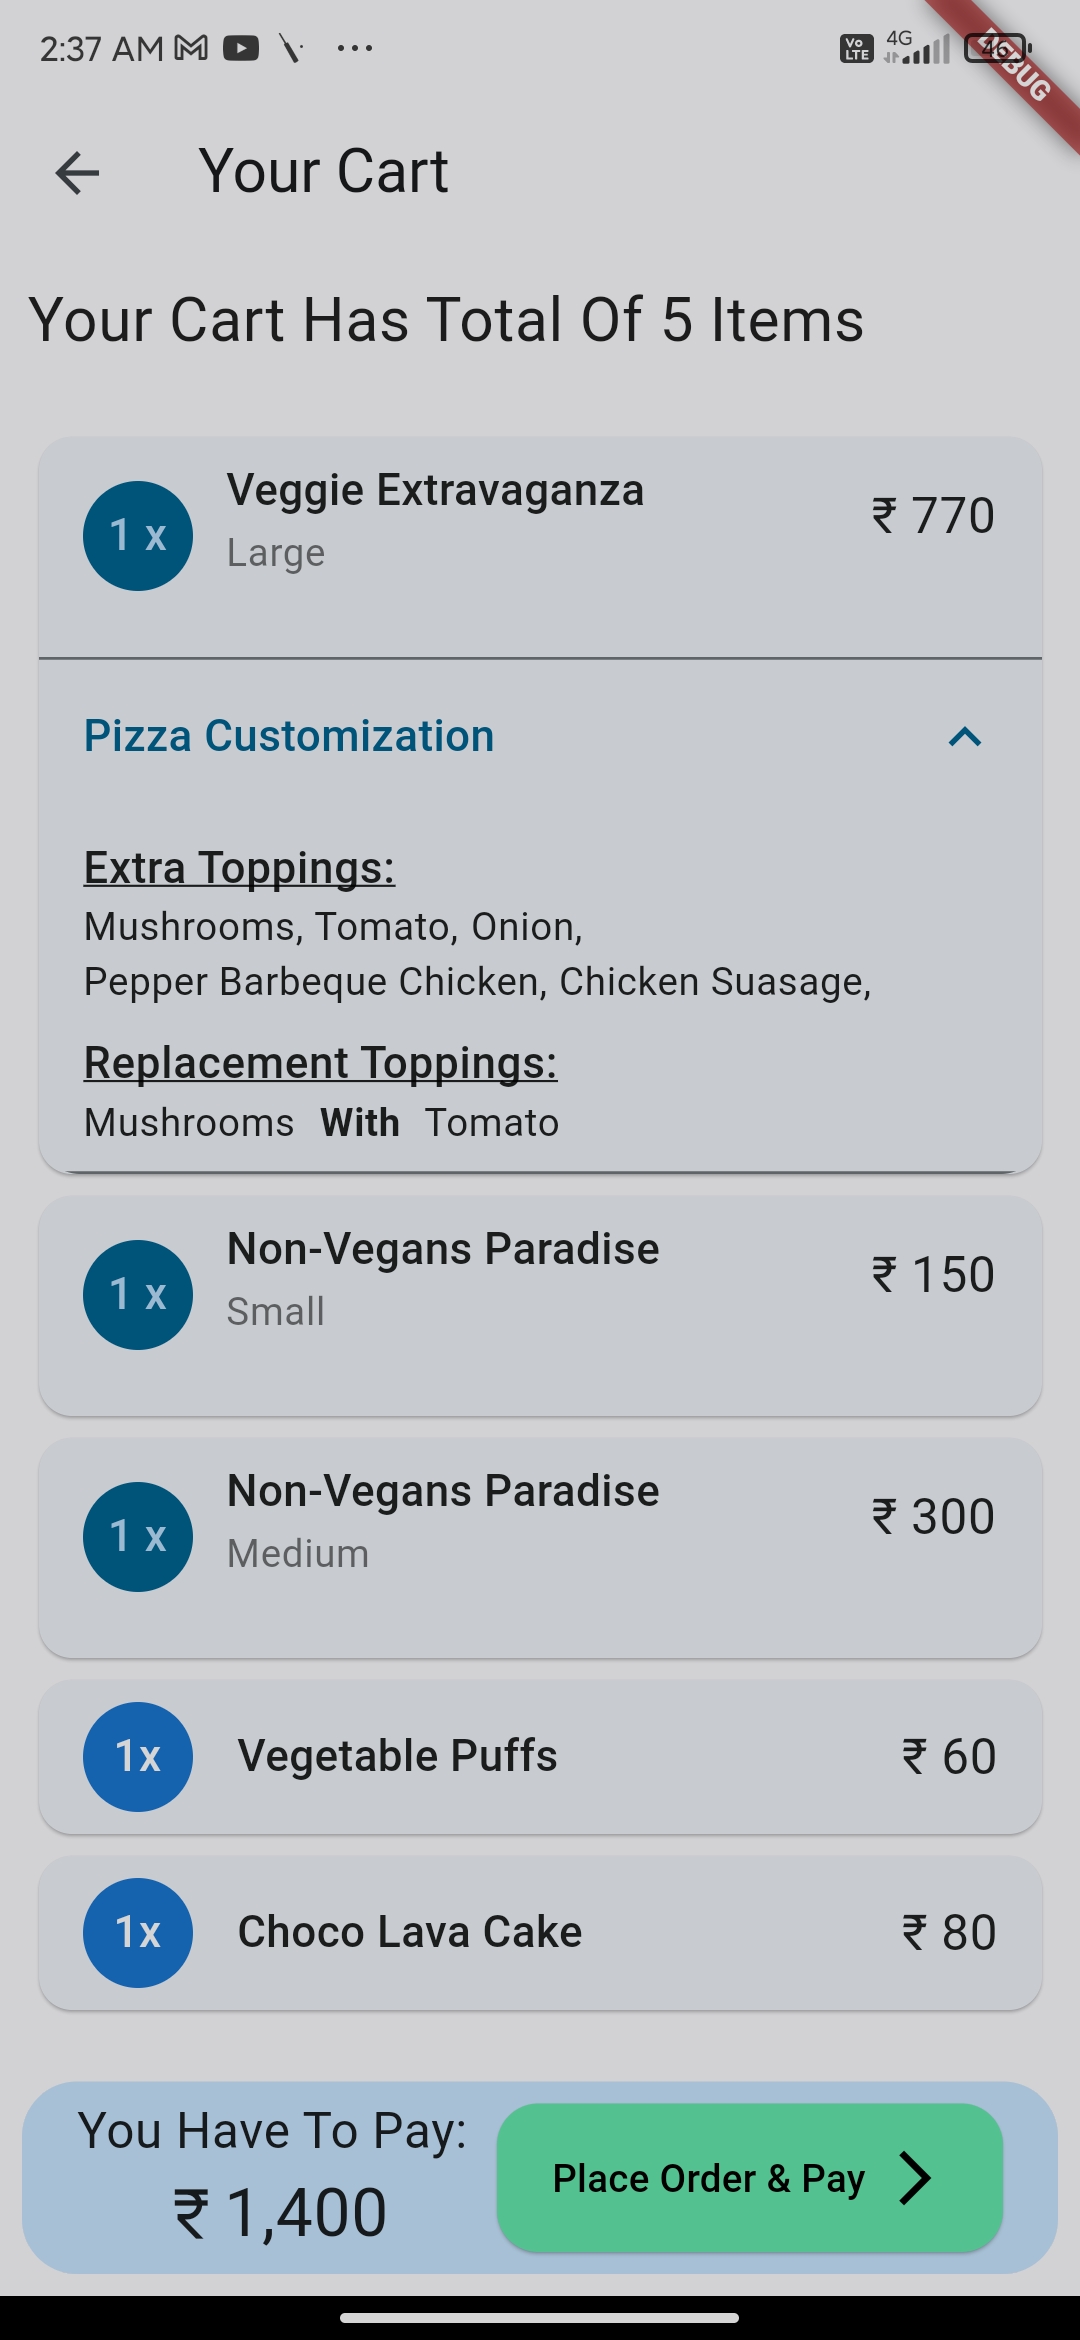 2:37 AM
Vo LTE
4G
46
DEBUG
Your Cart
Your Cart Has Total Of 5 Items
1 x
Veggie Extravaganza
Large
₹ 770
Pizza Customization
Extra Toppings:
Mushrooms, Tomato, Onion,
Pepper Barbeque Chicken, Chicken Suasage,
Replacement Toppings:
Mushrooms With Tomato
1 x
Non-Vegans Paradise
Small
₹ 150
1 x
Non-Vegans Paradise
Medium
₹ 300
1x
Vegetable Puffs
₹ 60
1x
Choco Lava Cake
₹ 80
You Have To Pay:
₹ 1,400
Place Order & Pay